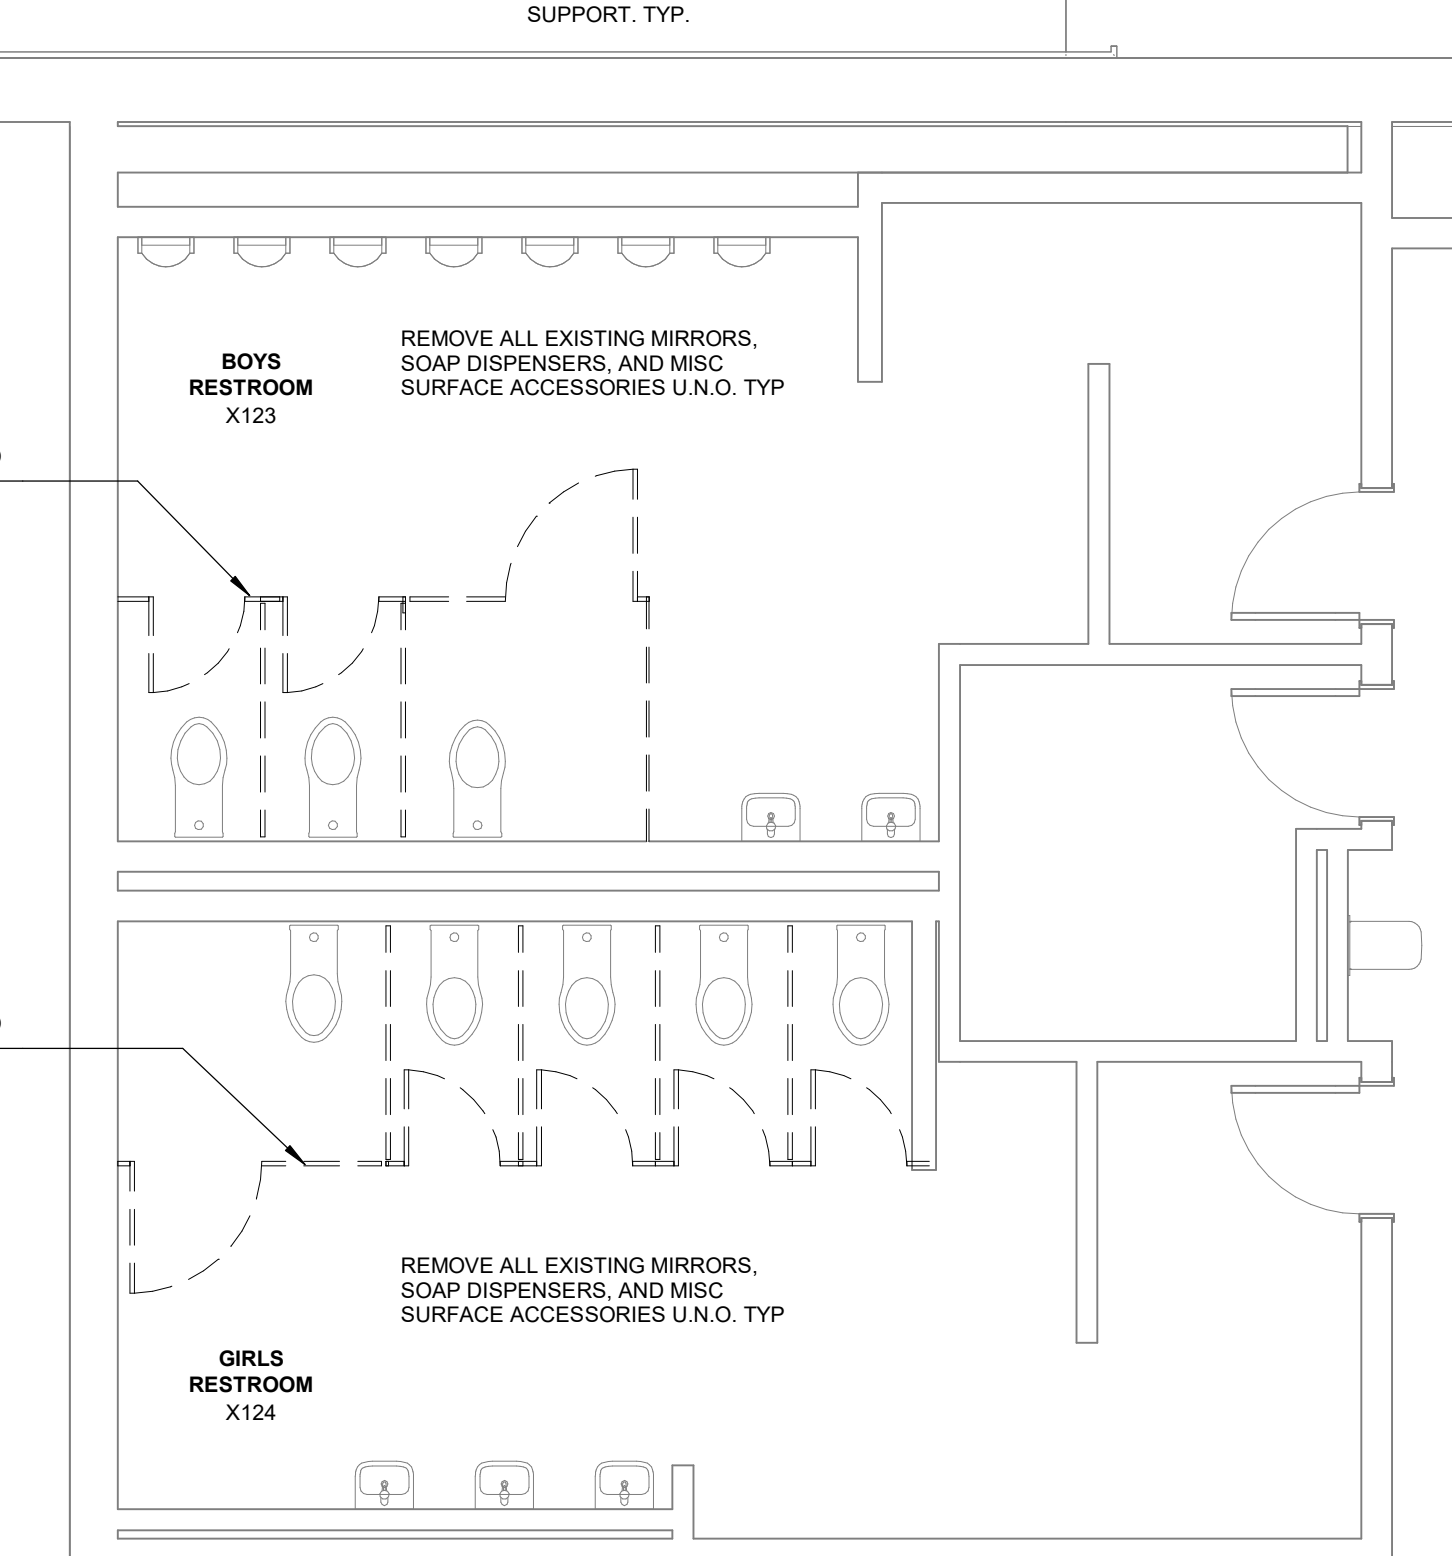 SUPPORT. TYP.
BOYS
RESTROOM
X123
REMOVE ALL EXISTING MIRRORS,
SOAP DISPENSERS, AND MISC
SURFACE ACCESSORIES U.N.O. TYP
REMOVE ALL EXISTING MIRRORS,
SOAP DISPENSERS, AND MISC
SURFACE ACCESSORIES U.N.O. TYP
GIRLS
RESTROOM
X124